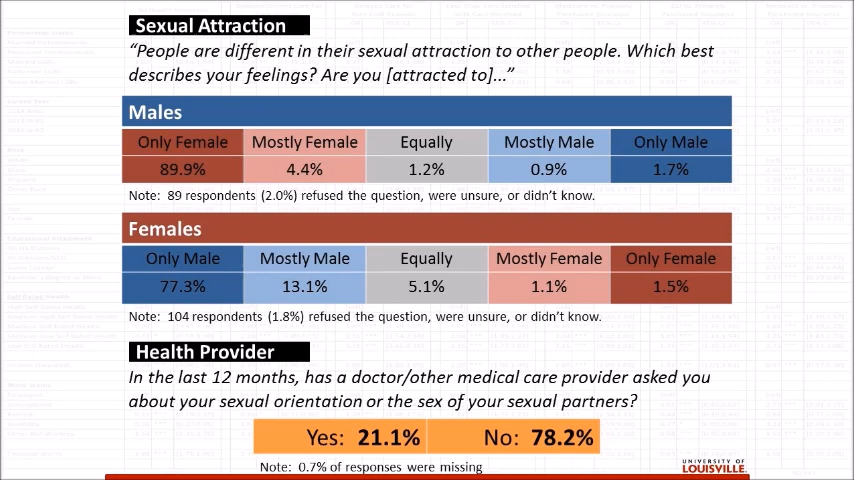 Sexual Attraction
“People are different in their sexual attraction to other people. Which best
describes your feelings? Are you [attracted to]...”
Males
Only Female Mostly Female Equally Mostly Male Only Male
89.9% 4.4% 1.2% 0.9% 1.7%
Note: 89 respondents (2.0%) refused the question, were unsure, or didn’t know.
Females
Only Male Mostly Male Equally Mostly Female Only Female
77.3% 13.1% 5.1% 1.1% 1.5%
Note: 104 respondents (1.8%) refused the question, were unsure, or didn’t know.
Health Provider
In the last 12 months, has a doctor/other medical care provider asked you
about your sexual orientation or the sex of your sexual partners?
Yes: 21.1% No: 78.2%
Note: 0.7% of responses were missing
UNIVERSITY OF
LOUISVILLE.